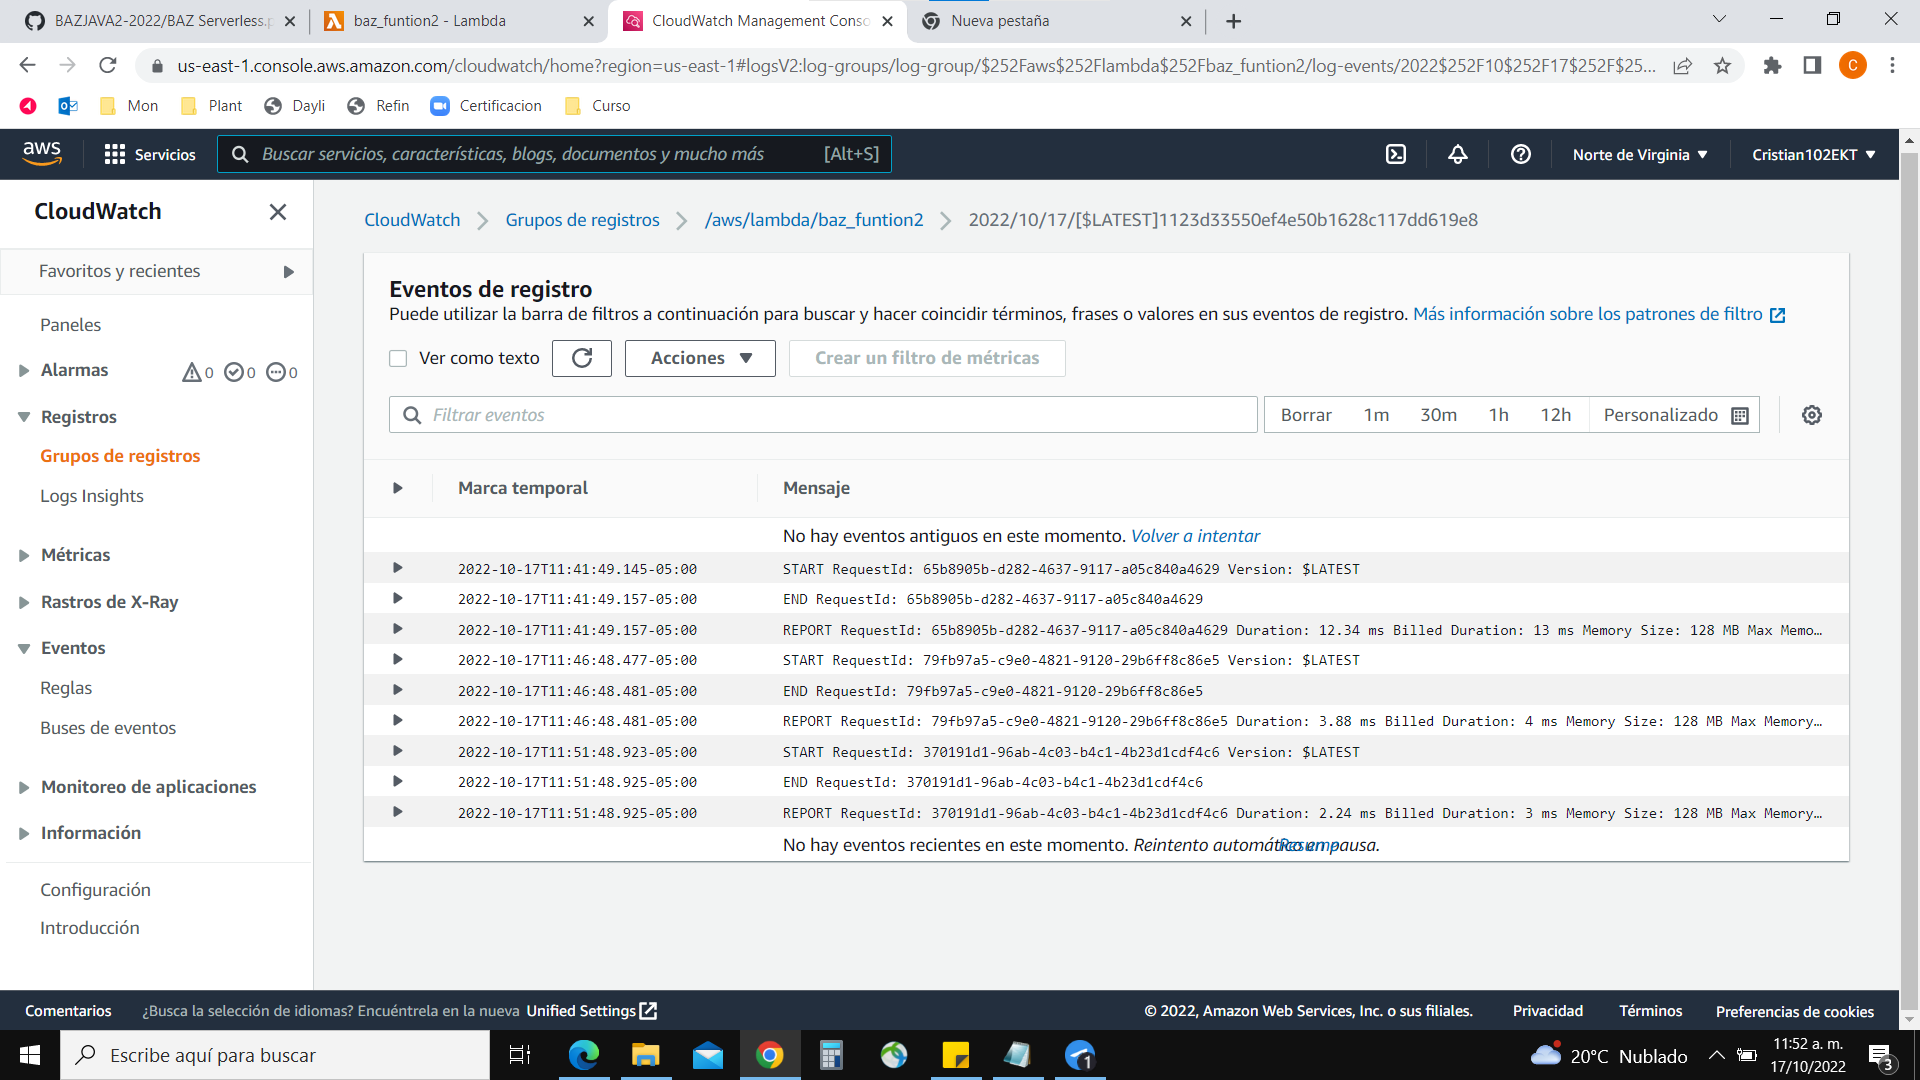 BAZJAVA2-2022/BAZ Serverless.p
baz_funtion2 - Lambda
CloudWatch Management Conso
Nueva pestaña
us-east-1.console.aws.amazon.com/cloudwatch/home?region=us-east-1#logsV2:log-groups/log-group/$252Faws$252Flambda$252Fbaz_funtion2/log-events/2022$252F10$252F17$252F$25...
C
Mon
Plant
Dayli
Refin
Certificacion
Curso
aws
Servicios
Buscar servicios, características, blogs, documentos y mucho más
[Alt+S]
Norte de Virginia
Cristian102EKT
CloudWatch
Favoritos y recientes
Paneles
Alarmas
0
0
0
Registros
Grupos de registros
Logs Insights
Métricas
Rastros de X-Ray
Eventos
Reglas
Buses de eventos
Monitoreo de aplicaciones
Información
Configuración
Introducción
CloudWatch
Grupos de registros
/aws/lambda/baz_funtion2
2022/10/17/[$LATEST]1123d33550ef4e50b1628c117dd619e8
Eventos de registro
Puede utilizar la barra de filtros a continuación para buscar y hacer coincidir términos, frases o valores en sus eventos de registro. Más información sobre los patrones de filtro
Ver como texto
Acciones
Crear un filtro de métricas
Filtrar eventos
Borrar
1m
30m
1h
12h
Personalizado
Marca temporal
Mensaje
No hay eventos antiguos en este momento. Volver a intentar
2022-10-17T11:41:49.145-05:00 START RequestId: 65b8905b-d282-4637-9117-a05c840a4629 Version: $LATEST
2022-10-17T11:41:49.157-05:00 END RequestId: 65b8905b-d282-4637-9117-a05c840a4629
2022-10-17T11:41:49.157-05:00 REPORT RequestId: 65b8905b-d282-4637-9117-a05c840a4629 Duration: 12.34 ms Billed Duration: 13 ms Memory Size: 128 MB Max Memo…
2022-10-17T11:46:48.477-05:00 START RequestId: 79fb97a5-c9e0-4821-9120-29b6ff8c86e5 Version: $LATEST
2022-10-17T11:46:48.481-05:00 END RequestId: 79fb97a5-c9e0-4821-9120-29b6ff8c86e5
2022-10-17T11:46:48.481-05:00 REPORT RequestId: 79fb97a5-c9e0-4821-9120-29b6ff8c86e5 Duration: 3.88 ms Billed Duration: 4 ms Memory Size: 128 MB Max Memory…
2022-10-17T11:51:48.923-05:00 START RequestId: 370191d1-96ab-4c03-b4c1-4b23d1cdf4c6 Version: $LATEST
2022-10-17T11:51:48.925-05:00 END RequestId: 370191d1-96ab-4c03-b4c1-4b23d1cdf4c6
2022-10-17T11:51:48.925-05:00 REPORT RequestId: 370191d1-96ab-4c03-b4c1-4b23d1cdf4c6 Duration: 2.24 ms Billed Duration: 3 ms Memory Size: 128 MB Max Memory…
No hay eventos recientes en este momento. Reintento automático en pausa. Resume
Comentarios
¿Busca la selección de idiomas? Encuéntrela en la nueva Unified Settings
© 2022, Amazon Web Services, Inc. o sus filiales.
Privacidad
Términos
Preferencias de cookies
Escribe aquí para buscar
1
20°C Nublado
11:52 a. m.
17/10/2022
3